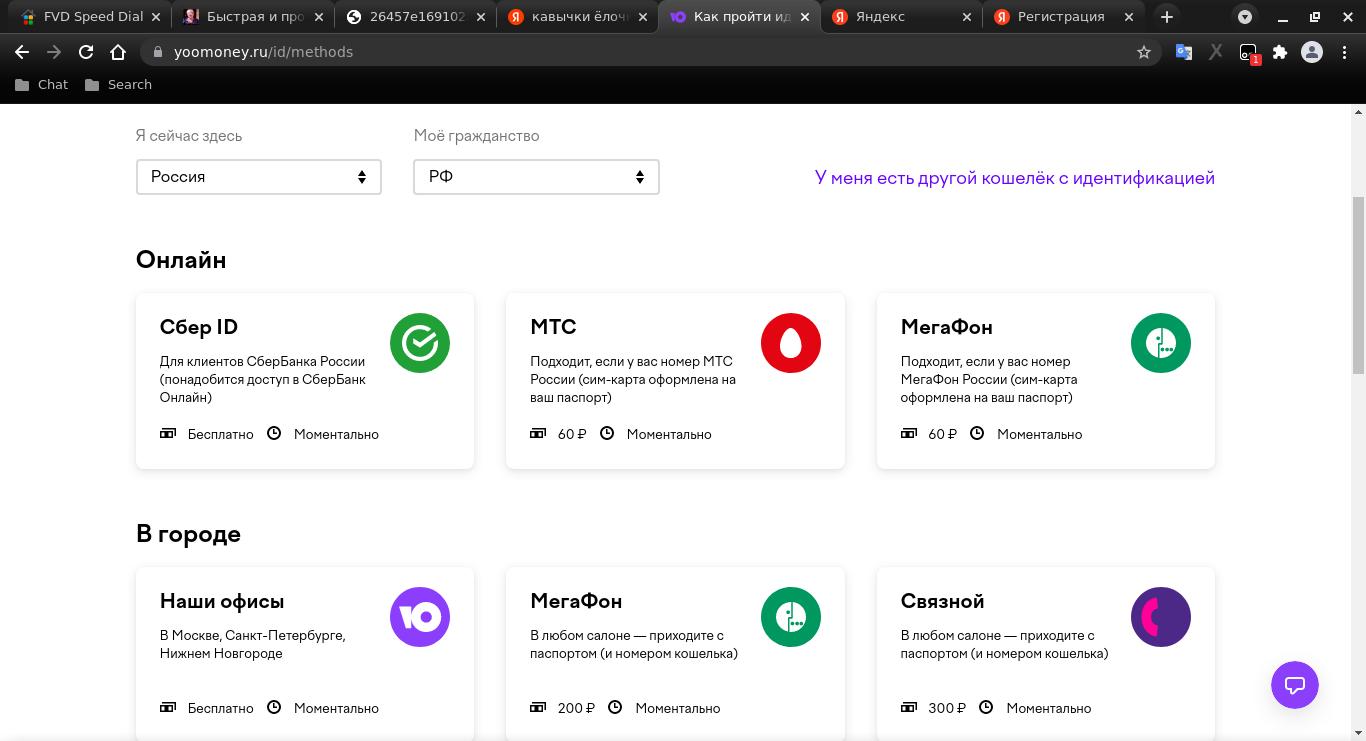 FVD Speed Dial
Быстрая и про
26457e169102
кавычки ёлочк
Как пройти ид
Яндекс
Регистрация
yoomoney.ru/id/methods
1
Chat
Search
Я сейчас здесь
Моё гражданство
Россия
РФ
У меня есть другой кошелёк с идентификацией
Онлайн
Сбер ID
Для клиентов СберБанка России
(понадобится доступ в СберБанк
Онлайн)
Бесплатно
Моментально
МТС
Подходит, если у вас номер МТС
России (сим-карта оформлена на
ваш паспорт)
60 ₽
Моментально
МегаФон
Подходит, если у вас номер
МегаФон России (сим-карта
оформлена на ваш паспорт)
60 ₽
Моментально
В городе
Наши офисы
В Москве, Санкт-Петербурге,
Нижнем Новгороде
Бесплатно
Моментально
МегаФон
В любом салоне — приходите с
паспортом (и номером кошелька)
200 ₽
Моментально
Связной
В любом салоне — приходите с
паспортом (и номером кошелька)
300 ₽
Моментально